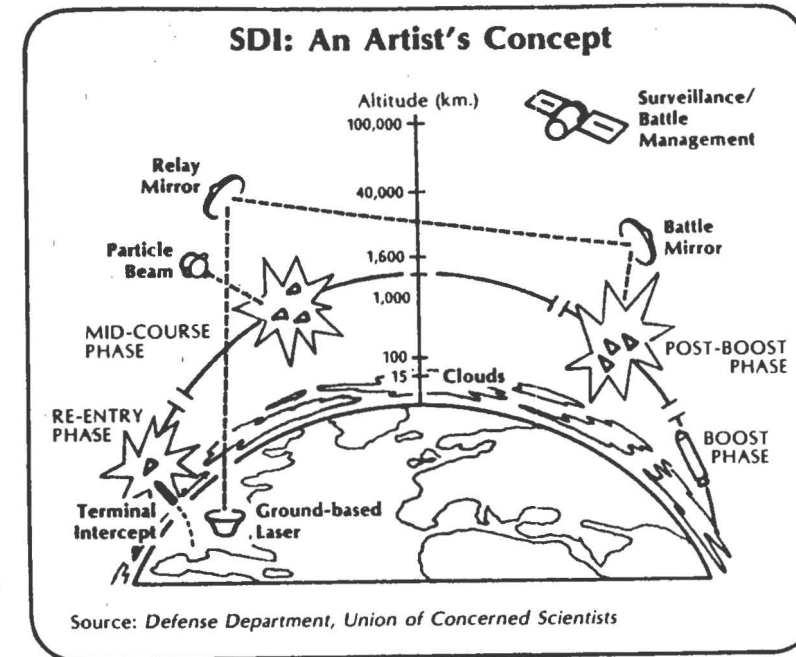 SDI: An Artist's Concept
Altitude (km.)
100,000
40,000
1,600
1,000
100
15
Clouds
Surveillance/
Battle
Management
Relay
Mirror
Battle
Mirror
Particle
Beam
MID-COURSE
PHASE
POST-BOOST
PHASE
RE-ENTRY
PHASE
BOOST
PHASE
Terminal
Intercept
Ground-based
Laser
Source: Defense Department, Union of Concerned Scientists